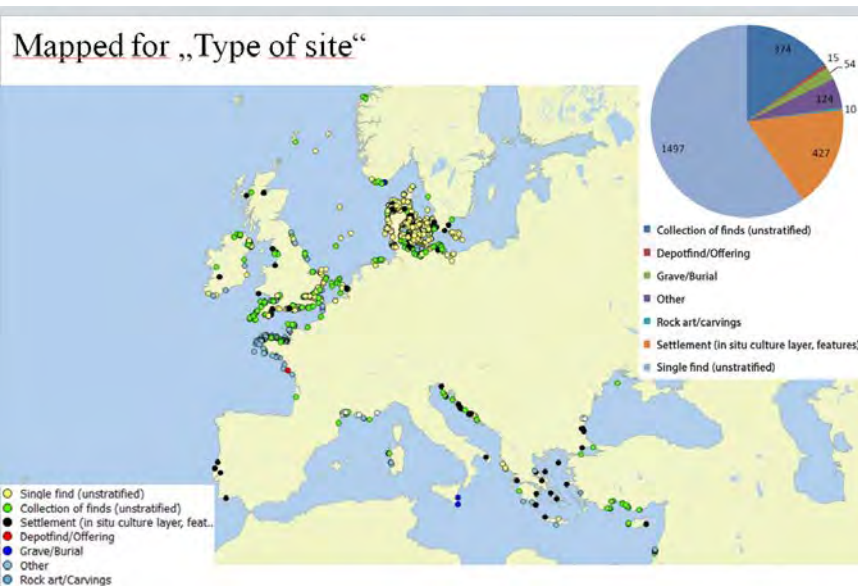 Mapped for „Type of site“
374
15
54
124
10
427
1497
Collection of finds (unstratified)
Depotfind/Offering
Grave/Burial
Other
Rock art/carvings
Settlement (in situ culture layer, features)
Single find (unstratified)
Single find (unstratified)
Collection of finds (unstratified)
Settlement (in situ culture layer, feat..
Depotfind/Offering
Grave/Burial
Other
Rock art/Carvings